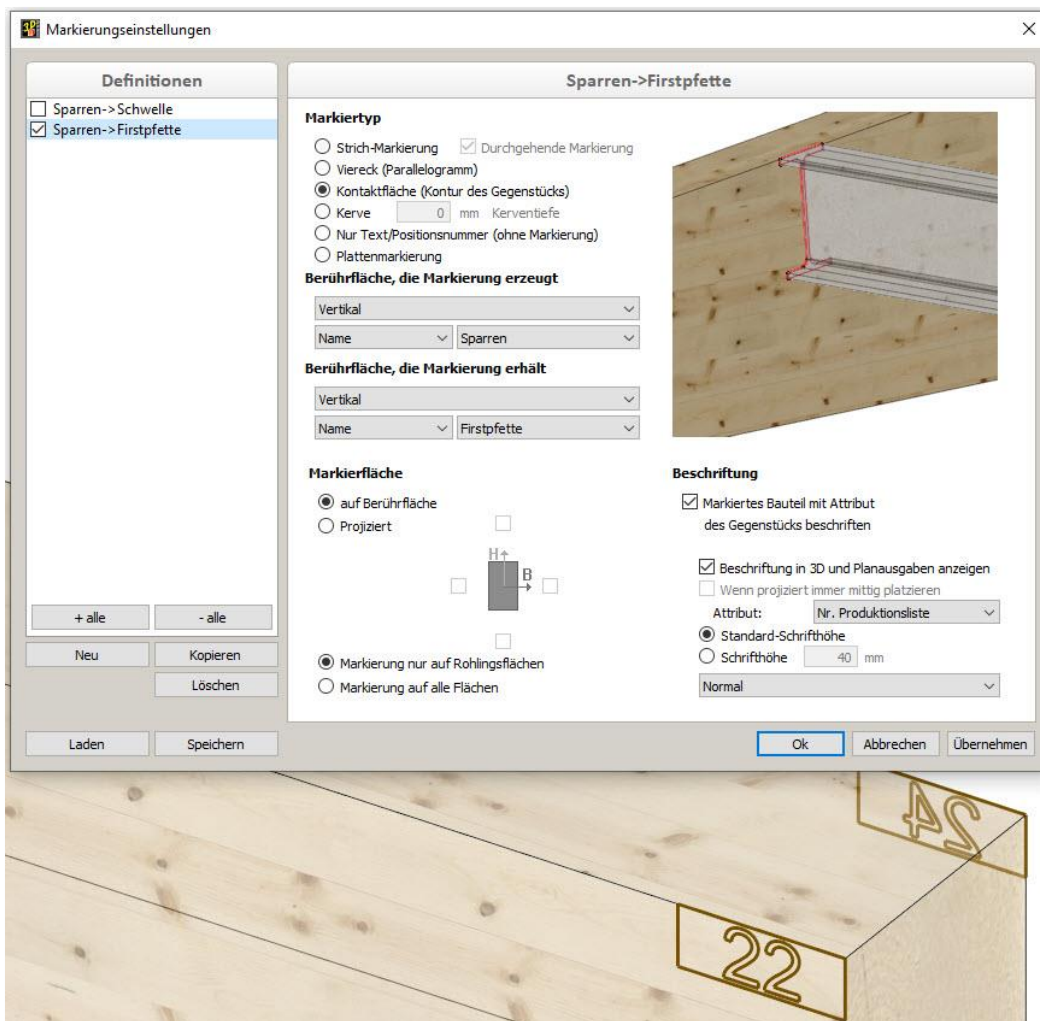 Markierungseinstellungen
Definitionen
Sparren->Schwelle
Sparren->Firstpfette
+ alle - alle
Neu Kopieren
Löschen
Laden Speichern
Sparren->Firstpfette
Markiertyp
Strich-Markierung Durchgehende Markierung
Viereck (Parallelogramm)
Kontaktfläche (Kontur des Gegenstücks)
Kerve 0 mm Kerventiefe
Nur Text/Positionsnummer (ohne Markierung)
Plattenmarkierung
Berührfläche, die Markierung erzeugt
Vertikal
Name Sparren
Berührfläche, die Markierung erhält
Vertikal
Name Firstpfette
Markierfläche
auf Berührfläche
Projiziert
H
B
Markierung nur auf Rohlingsflächen
Markierung auf alle Flächen
Beschriftung
Markiertes Bauteil mit Attribut
des Gegenstücks beschriften
Beschriftung in 3D und Planausgaben anzeigen
Wenn projiziert immer mittig platzieren
Attribut: Nr. Produktionsliste
Standard-Schrifthöhe
Schrifthöhe 40 mm
Normal
Ok Abbrechen Übernehmen
24
22